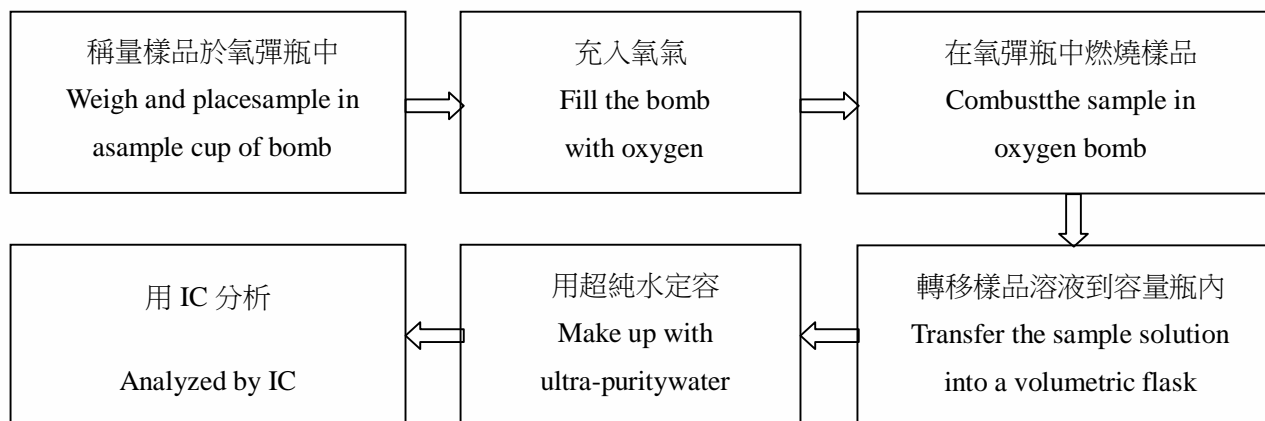 稱量樣品於氧彈瓶中
Weigh and placesample in
asample cup of bomb
充入氧氣
Fill the bomb
with oxygen
在氧彈瓶中燃燒樣品
Combustthe sample in
oxygen bomb
轉移樣品溶液到容量瓶內
Transfer the sample solution
into a volumetric flask
用超純水定容
Make up with
ultra-puritywater
用 IC 分析
Analyzed by IC